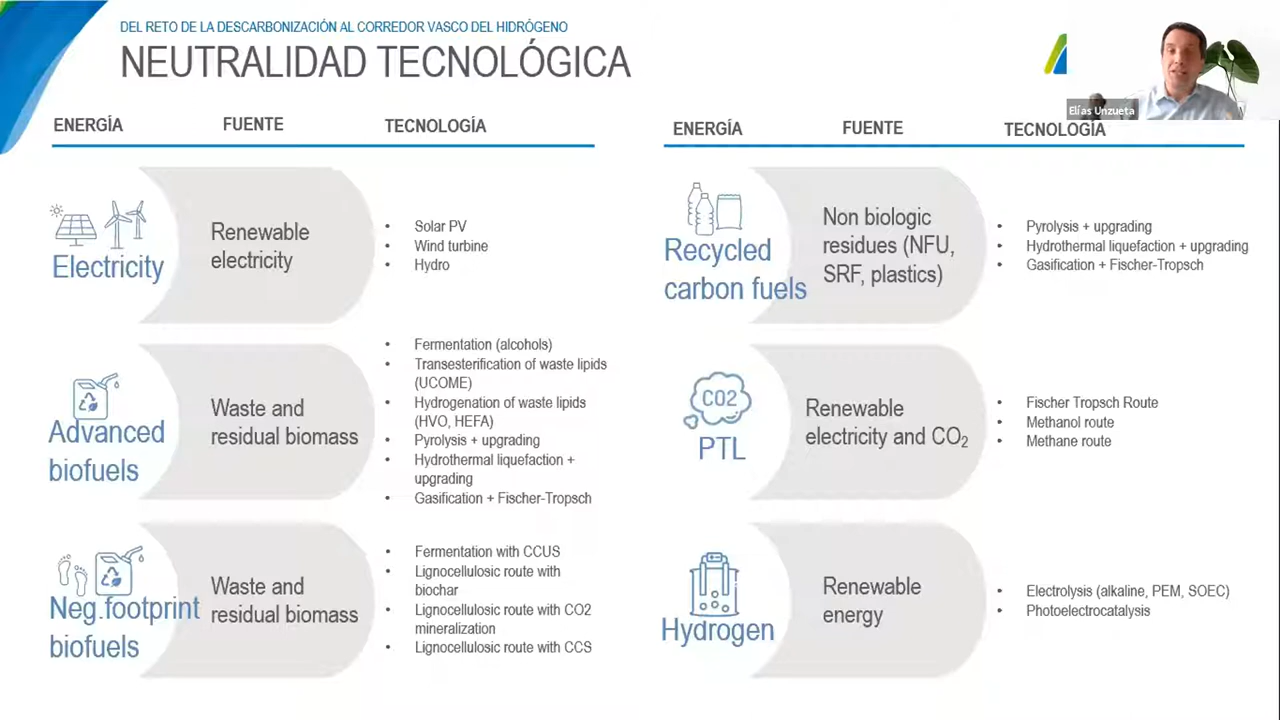 DEL RETO DE LA DESCARBONIZACIÓN AL CORREDOR VASCO DEL HIDRÓGENO
NEUTRALIDAD TECNOLÓGICA
Elías Unzueta
ENERGÍA
FUENTE
TECNOLOGÍA
Electricity
Renewable
electricity
• Solar PV
• Wind turbine
• Hydro
Advanced
biofuels
Waste and
residual biomass
• Fermentation (alcohols)
• Transesterification of waste lipids
(UCOME)
• Hydrogenation of waste lipids
(HVO, HEFA)
• Pyrolysis + upgrading
• Hydrothermal liquefaction +
upgrading
• Gasification + Fischer-Tropsch
Neg.footprint
biofuels
Waste and
residual biomass
• Fermentation with CCUS
• Lignocellulosic route with
biochar
• Lignocellulosic route with CO2
mineralization
• Lignocellulosic route with CCS
ENERGÍA
FUENTE
TECNOLOGÍA
Recycled
carbon fuels
Non biologic
residues (NFU,
SRF, plastics)
• Pyrolysis + upgrading
• Hydrothermal liquefaction + upgrading
• Gasification + Fischer-Tropsch
CO2
PTL
Renewable
electricity and CO₂
• Fischer Tropsch Route
• Methanol route
• Methane route
Hydrogen
Renewable
energy
• Electrolysis (alkaline, PEM, SOEC)
• Photoelectrocatalysis